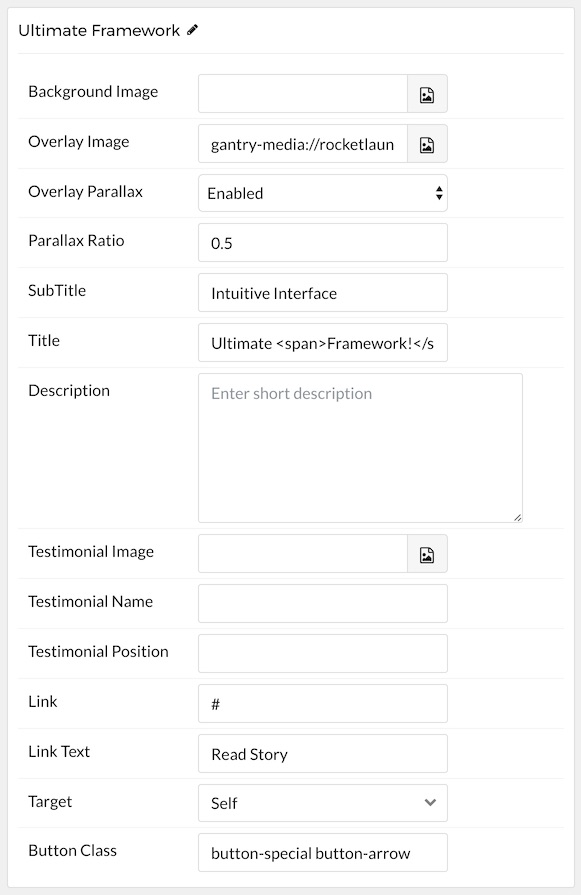 Ultimate Framework
Background Image
Overlay Image gantry-media://rocketlaun
Overlay Parallax Enabled
Parallax Ratio 0.5
SubTitle Intuitive Interface
Title Ultimate <span>Framework!</s
Description Enter short description
Testimonial Image
Testimonial Name
Testimonial Position
Link #
Link Text Read Story
Target Self
Button Class button-special button-arrow